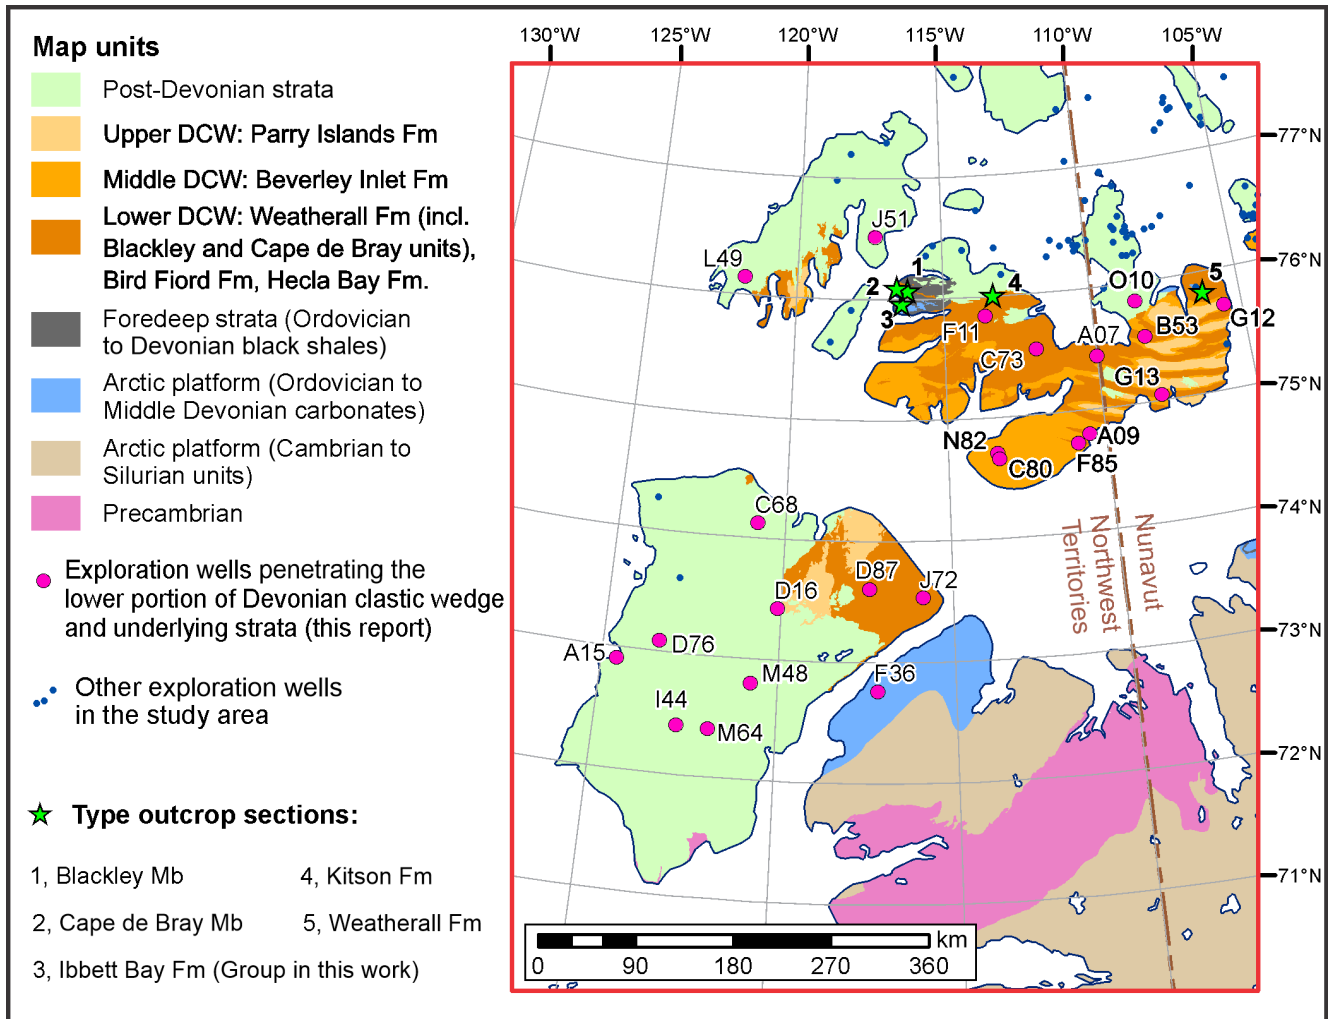 Map units
Post-Devonian strata
Upper DCW: Parry Islands Fm
Middle DCW: Beverley Inlet Fm
Lower DCW: Weatherall Fm (incl.
Blackley and Cape de Bray units),
Bird Fiord Fm, Hecla Bay Fm.
Foredeep strata (Ordovician
to Devonian black shales)
Arctic platform (Ordovician to
Middle Devonian carbonates)
Arctic platform (Cambrian to
Silurian units)
Precambrian
Exploration wells penetrating the
lower portion of Devonian clastic wedge
and underlying strata (this report)
Other exploration wells
in the study area
Type outcrop sections:
1, Blackley Mb
2, Cape de Bray Mb
3, Ibbett Bay Fm (Group in this work)
4, Kitson Fm
5, Weatherall Fm
130°W
125°W
120°W
115°W
110°W
105°W
77°W
76°W
75°W
74°W
73°W
72°W
71°W
J51
L49
1
2
3
4
5
O10
G12
B53
F11
A07
C73
G13
N82
A09
C80
F85
C68
D87
D16
J72
A15
D76
M48
F36
I44
M64
Northwest
Territories
Nunavut
km
0
90
180
270
360